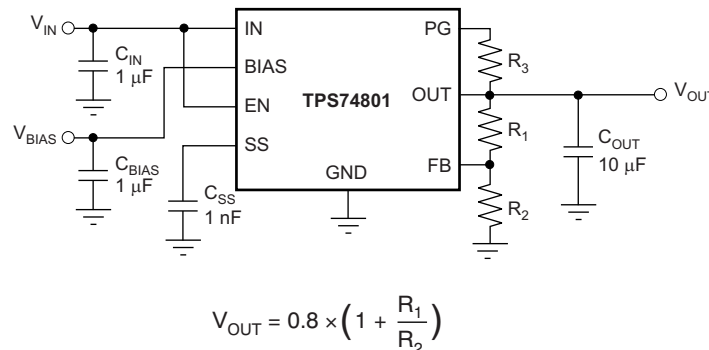 V_IN
C_IN
1 μF
V_BIAS
C_BIAS
1 μF
C_SS
1 nF
IN
BIAS
EN
SS
TPS74801
GND
PG
OUT
FB
R_3
R_1
R_2
V_OUT
C_OUT
10 μF
V_OUT = 0.8 × (1 + R_1 / R_2)